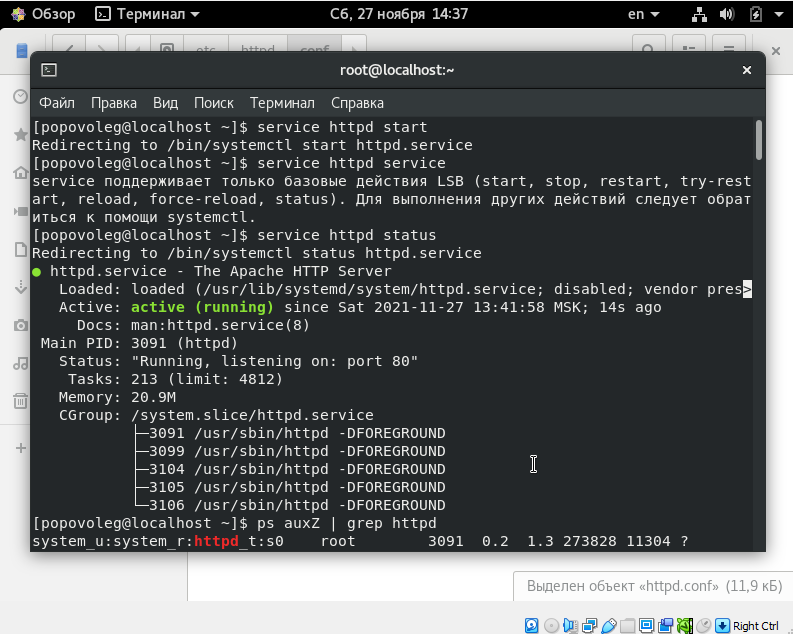 Обзор Терминал Сб, 27 ноября 14:37 en
etc httpd conf
root@localhost:~
Файл Правка Вид Поиск Терминал Справка
[popovoleg@localhost ~]$ service httpd start
Redirecting to /bin/systemctl start httpd.service
[popovoleg@localhost ~]$ service httpd service
service поддерживает только базовые действия LSB (start, stop, restart, try-rest
art, reload, force-reload, status). Для выполнения других действий следует обрат
иться к помощи systemctl.
[popovoleg@localhost ~]$ service httpd status
Redirecting to /bin/systemctl status httpd.service
● httpd.service - The Apache HTTP Server
Loaded: loaded (/usr/lib/systemd/system/httpd.service; disabled; vendor pres>
Active: active (running) since Sat 2021-11-27 13:41:58 MSK; 14s ago
Docs: man:httpd.service(8)
Main PID: 3091 (httpd)
Status: "Running, listening on: port 80"
Tasks: 213 (limit: 4812)
Memory: 20.9M
CGroup: /system.slice/httpd.service
├─3091 /usr/sbin/httpd -DFOREGROUND
├─3099 /usr/sbin/httpd -DFOREGROUND
├─3104 /usr/sbin/httpd -DFOREGROUND
├─3105 /usr/sbin/httpd -DFOREGROUND
└─3106 /usr/sbin/httpd -DFOREGROUND
[popovoleg@localhost ~]$ ps auxZ | grep httpd
system_u:system_r:httpd_t:s0 root 3091 0.2 1.3 273828 11304 ?
Выделен объект «httpd.conf» (11,9 кБ)
Right Ctrl